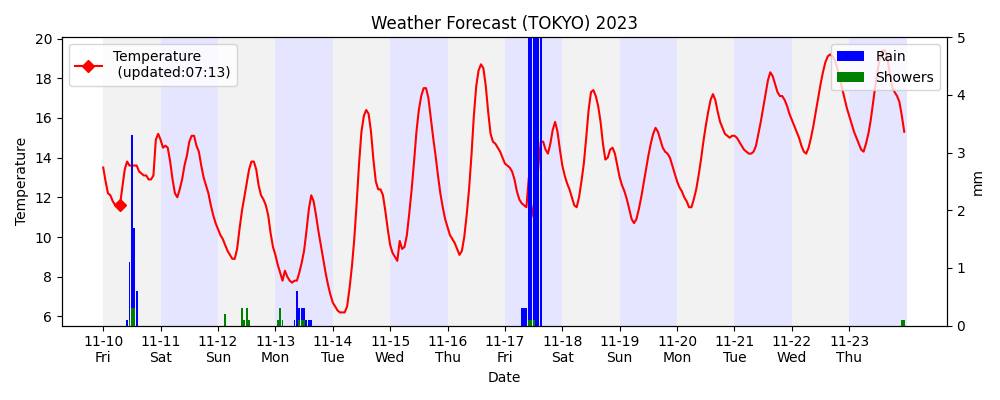 Weather Forecast (TOKYO) 2023
Temperature
(updated:07:13)
Rain
Showers
20
18
16
14
12
10
8
6
Temperature
5
4
3
2
1
0
mm
11-10 11-11 11-12 11-13 11-14 11-15 11-16 11-17 11-18 11-19 11-20 11-21 11-22 11-23
Fri Sat Sun Mon Tue Wed Thu Fri Sat Sun Mon Tue Wed Thu
Date